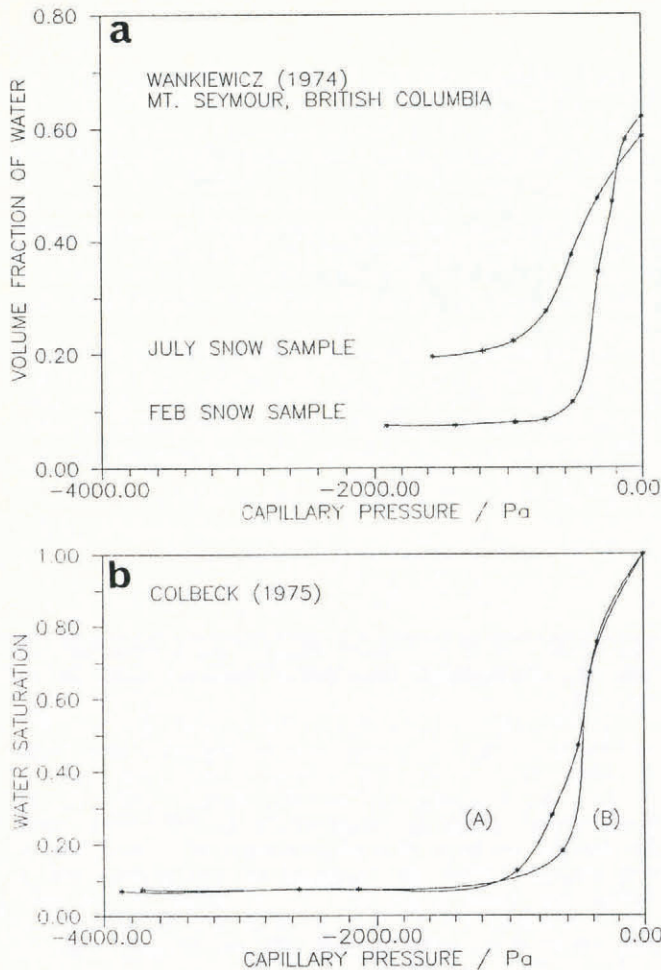 0.80
a
WANKIEWICZ (1974)
MT. SEYMOUR, BRITISH COLUMBIA
0.60
VOLUME FRACTION OF WATER
0.40
0.20
JULY SNOW SAMPLE
FEB SNOW SAMPLE
0.00
-4000.00 -2000.00 0.00
CAPILLARY PRESSURE / Pa
1.00
b
COLBECK (1975)
0.80
0.60
WATER SATURATION
0.40
(A) (B)
0.20
0.00
-4000.00 -2000.00 0.00
CAPILLARY PRESSURE / Pa